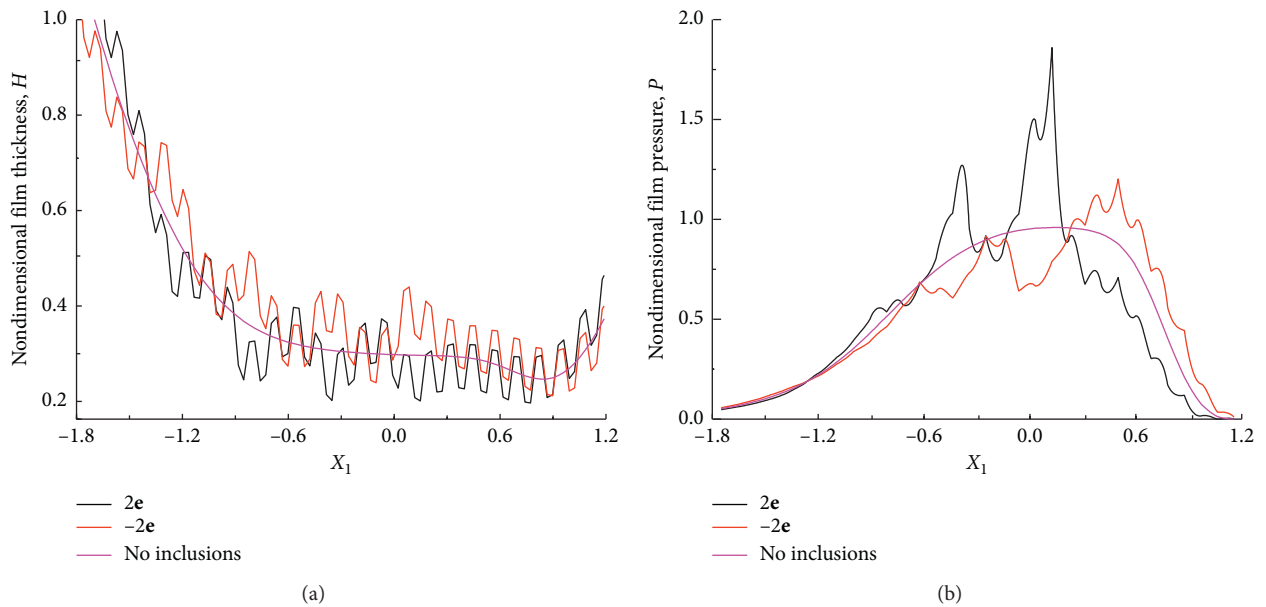 Nondimensional film thickness, H
1.0
0.8
0.6
0.4
0.2
−1.8
−1.2
−0.6
0.0
0.6
1.2
X1
2e
−2e
No inclusions
(a)
Nondimensional film pressure, P
2.0
1.5
1.0
0.5
0.0
−1.8
−1.2
−0.6
0.0
0.6
1.2
X1
2e
−2e
No inclusions
(b)